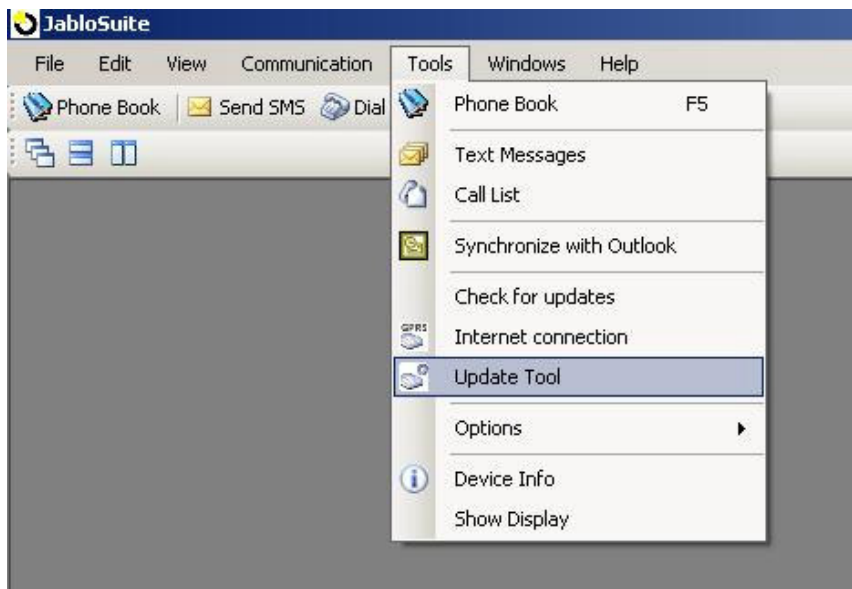 JabloSuite
File Edit View Communication Tools Windows Help
Phone Book Send SMS Dial
Phone Book F5
Text Messages
Call List
Synchronize with Outlook
Check for updates
GPRS
Internet connection
Update Tool
Options
Device Info
Show Display